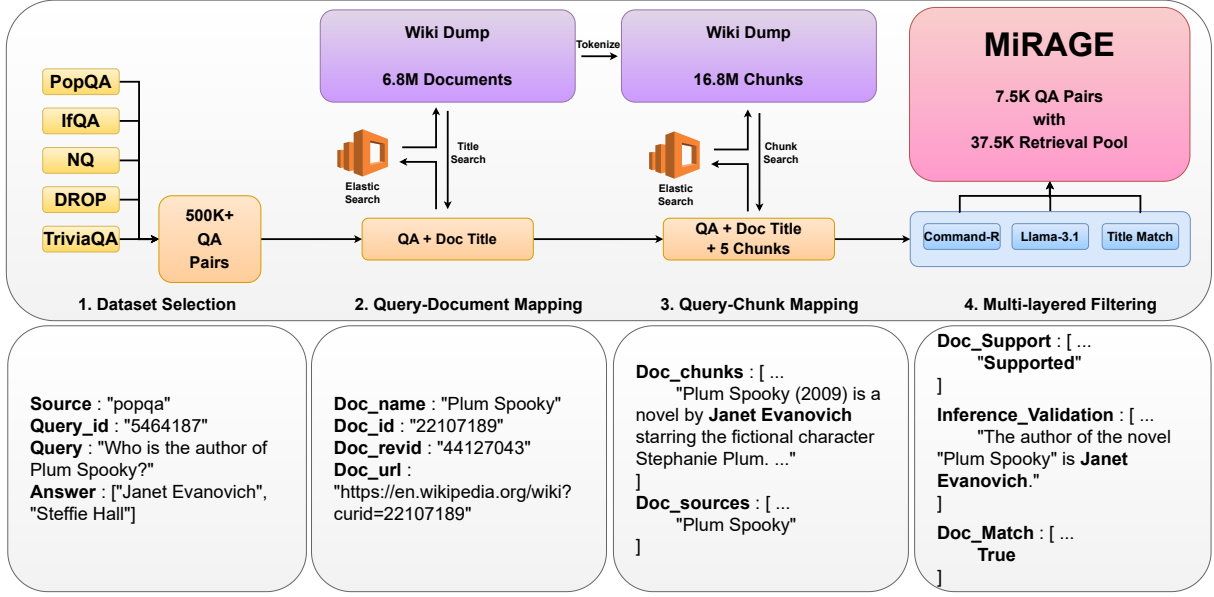 PopQA
IfQA
NQ
DROP
TriviaQA
500K+
QA
Pairs
1. Dataset Selection
Wiki Dump
6.8M Documents
Tokenize
Elastic
Search
Title
Search
QA + Doc Title
2. Query-Document Mapping
Wiki Dump
16.8M Chunks
Elastic
Search
Chunk
Search
QA + Doc Title
+ 5 Chunks
3. Query-Chunk Mapping
MiRAGE
7.5K QA Pairs
with
37.5K Retrieval Pool
Command-R
Llama-3.1
Title Match
4. Multi-layered Filtering
Source : "popqa"
Query_id : "5464187"
Query : "Who is the author of
Plum Spooky?"
Answer : ["Janet Evanovich",
"Steffie Hall"]
Doc_name : "Plum Spooky"
Doc_id : "22107189"
Doc_revid : "44127043"
Doc_url :
"https://en.wikipedia.org/wiki?
curid=22107189"
Doc_chunks : [ ...
"Plum Spooky (2009) is a
novel by Janet Evanovich
starring the fictional character
Stephanie Plum. ..."
]
Doc_sources : [ ...
"Plum Spooky"
]
Doc_Support : [ ...
"Supported"
]
Inference_Validation : [ ...
"The author of the novel
"Plum Spooky" is Janet
Evanovich."
]
Doc_Match : [ ...
True
]